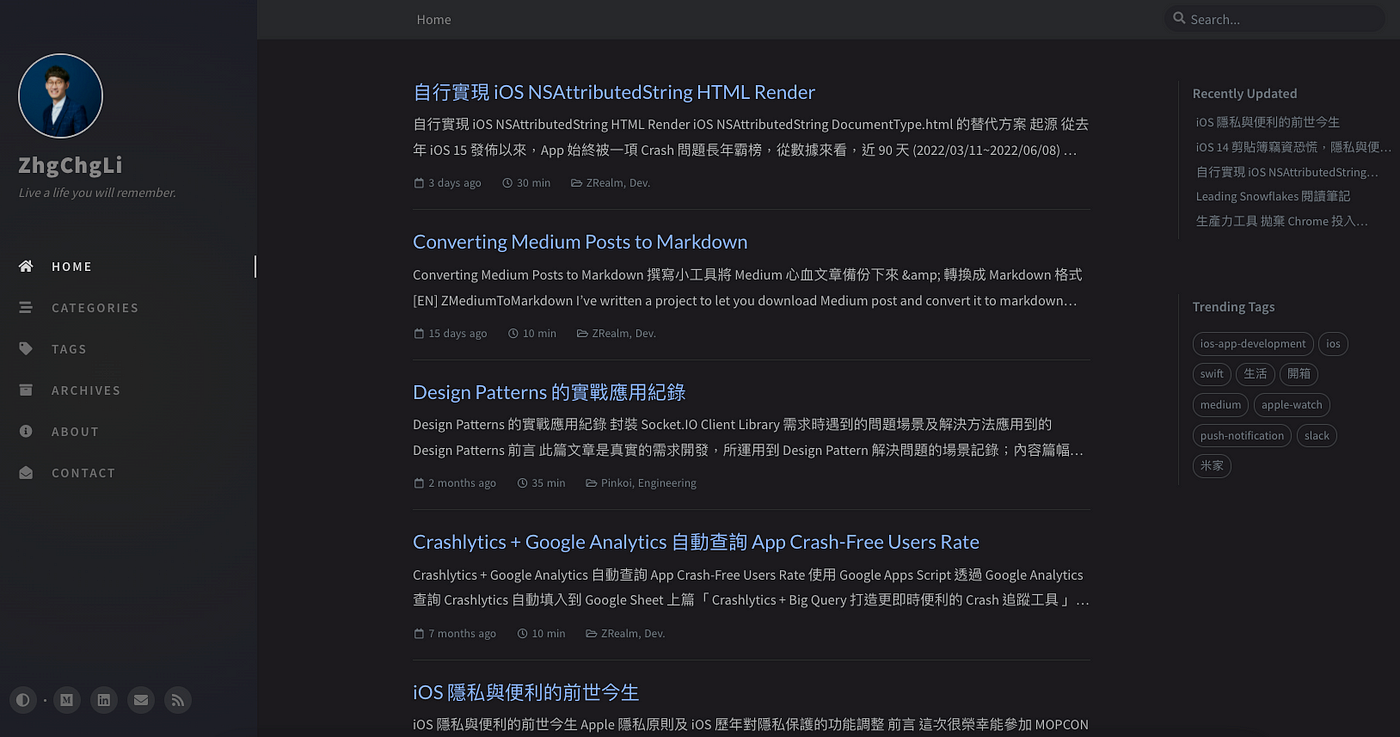 Home
Search...
ZhgChgLi
Live a life you will remember.
HOME
CATEGORIES
TAGS
ARCHIVES
ABOUT
CONTACT
自行實現 iOS NSAttributedString HTML Render
自行實現 iOS NSAttributedString HTML Render iOS NSAttributedString DocumentType.html 的替代方案 起源 從去
年 iOS 15 發佈以來，App 始終被一項 Crash 問題長年霸榜，從數據來看，近 90 天 (2022/03/11~2022/06/08) …
3 days ago 30 min ZRealm, Dev.
Converting Medium Posts to Markdown
Converting Medium Posts to Markdown 撰寫小工具將 Medium 心血文章備份下來 &amp; 轉換成 Markdown 格式
[EN] ZMediumToMarkdown I’ve written a project to let you download Medium post and convert it to markdown…
15 days ago 10 min ZRealm, Dev.
Design Patterns 的實戰應用紀錄
Design Patterns 的實戰應用紀錄 封裝 Socket.IO Client Library 需求時遇到的問題場景及解決方法應用到的
Design Patterns 前言 此篇文章是真實的需求開發，所運用到 Design Pattern 解決問題的場景記錄；內容篇幅…
2 months ago 35 min Pinkoi, Engineering
Crashlytics + Google Analytics 自動查詢 App Crash-Free Users Rate
Crashlytics + Google Analytics 自動查詢 App Crash-Free Users Rate 使用 Google Apps Script 透過 Google Analytics
查詢 Crashlytics 自動填入到 Google Sheet 上篇「 Crashlytics + Big Query 打造更即時便利的 Crash 追蹤工具 」…
7 months ago 10 min ZRealm, Dev.
iOS 隱私與便利的前世今生
iOS 隱私與便利的前世今生 Apple 隱私原則及 iOS 歷年對隱私保護的功能調整 前言 這次很榮幸能參加 MOPCON
Recently Updated
iOS 隱私與便利的前世今生
iOS 14 剪貼簿竊資恐慌，隱私與便…
自行實現 iOS NSAttributedString…
Leading Snowflakes 閱讀筆記
生產力工具 拋棄 Chrome 投入…
Trending Tags
ios-app-development ios
swift 生活 開箱
medium apple-watch
push-notification slack
米家